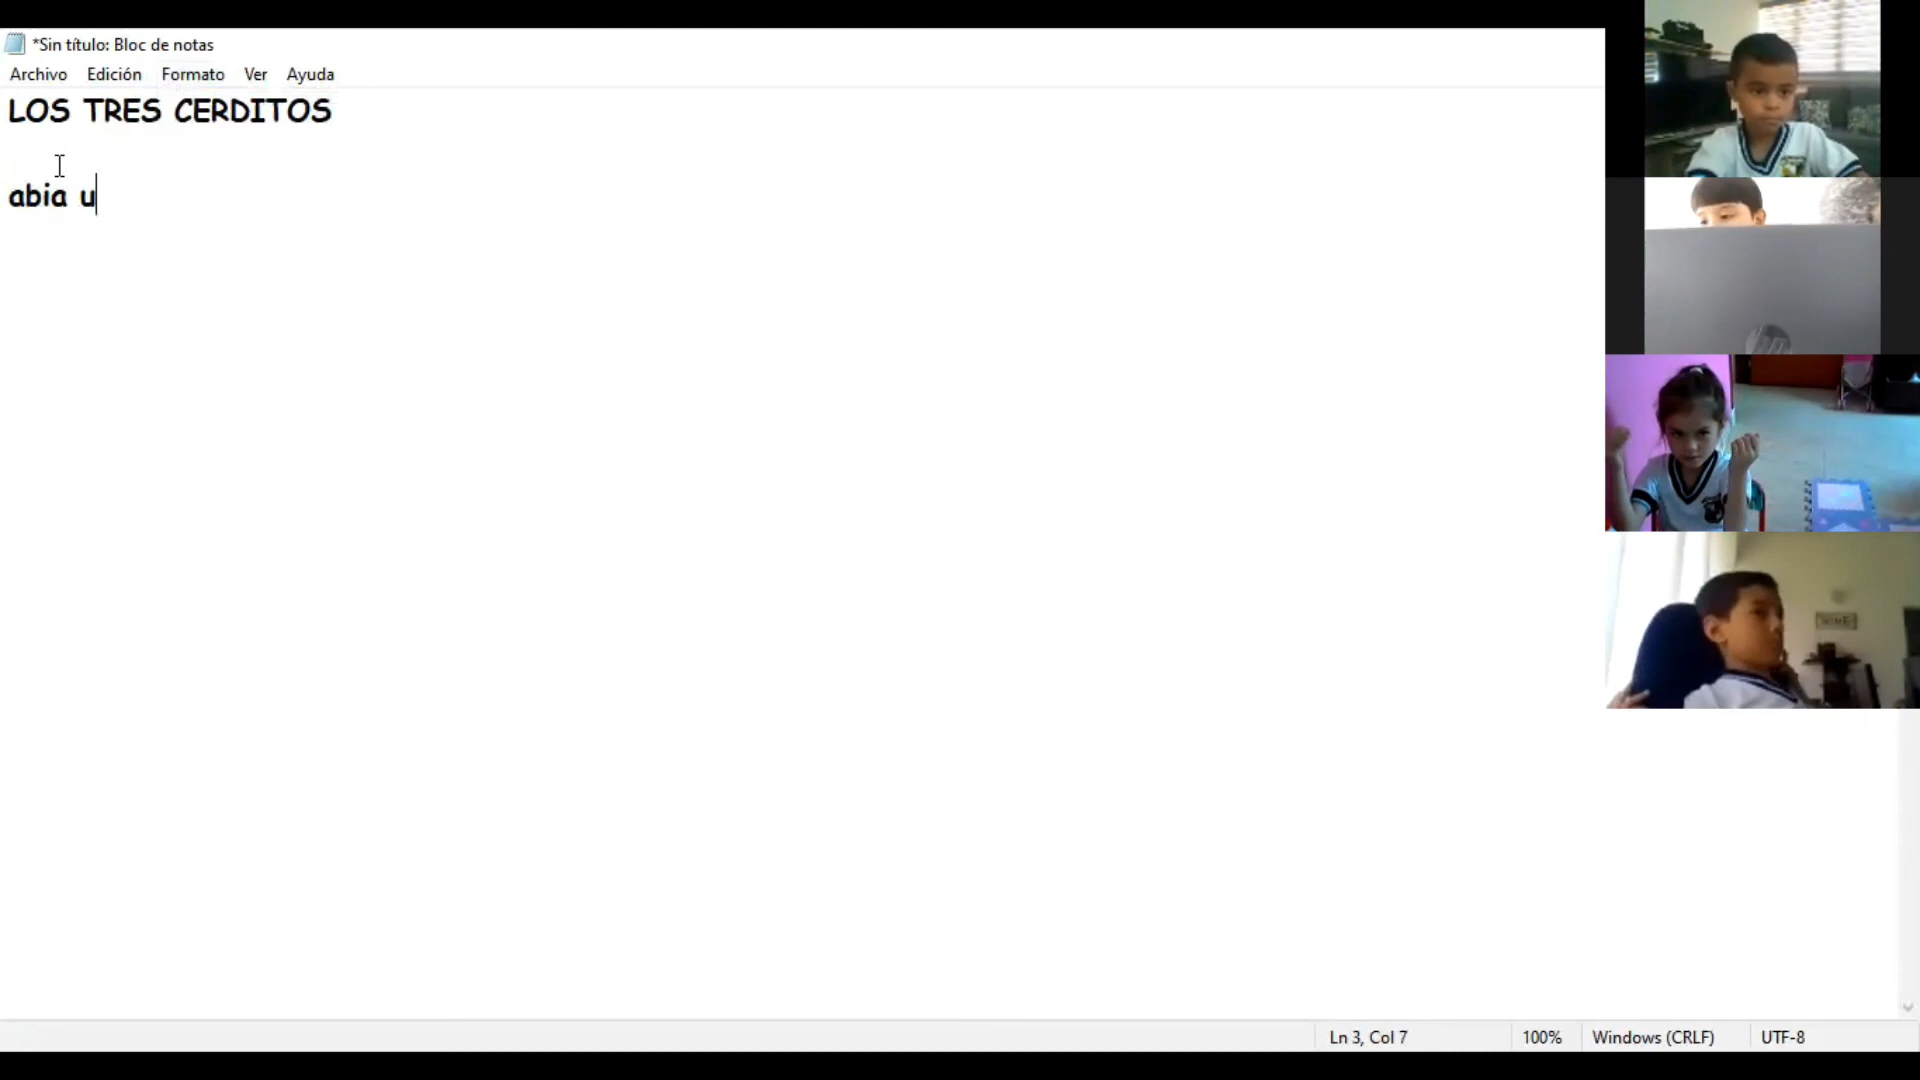 *Sin título: Bloc de notas
Archivo Edición Formato Ver Ayuda
LOS TRES CERDITOS
abia u
Ln 3, Col 7 100% Windows (CRLF) UTF-8